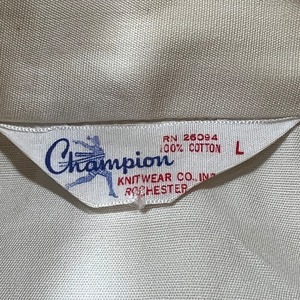 RN 26094
100% COTTON L
Champion
KNITWEAR CO., INC.
ROCHESTER